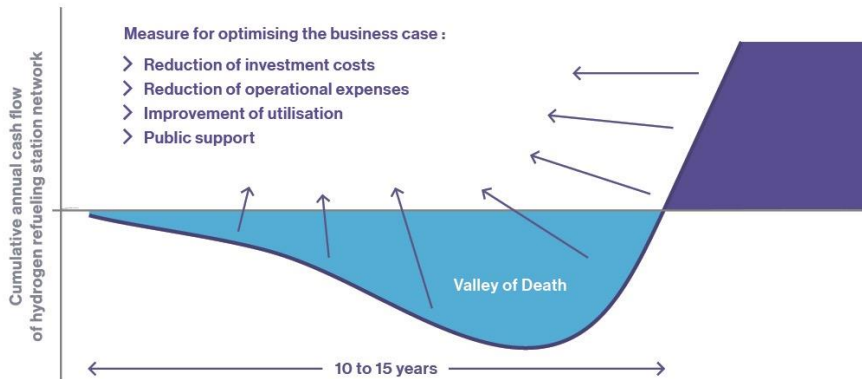 Measure for optimising the business case :
Reduction of investment costs
Reduction of operational expenses
Improvement of utilisation
Public support
Cumulative annual cash flow
of hydrogen refueling station network
Valley of Death
10 to 15 years